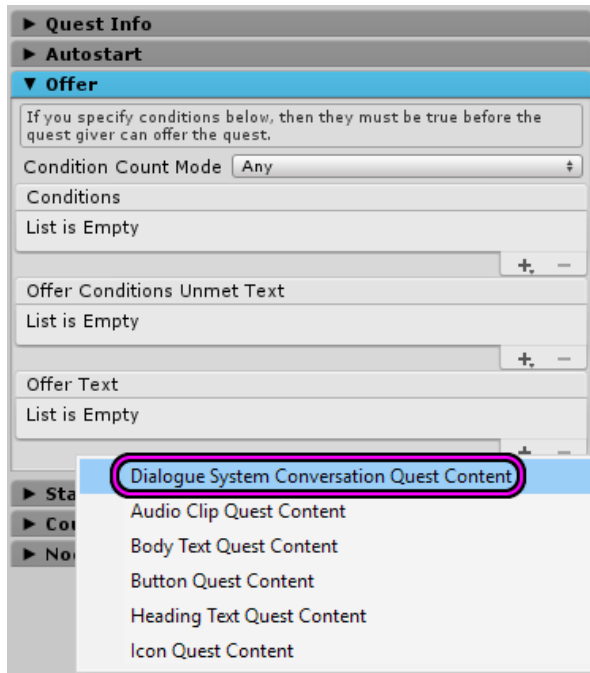 Quest Info
Autostart
Offer
If you specify conditions below, then they must be true before the
quest giver can offer the quest.
Condition Count Mode Any
Conditions
List is Empty
Offer Conditions Unmet Text
List is Empty
Offer Text
List is Empty
Dialogue System Conversation Quest Content
Sta
Audio Clip Quest Content
Cou
Body Text Quest Content
No
Button Quest Content
Heading Text Quest Content
Icon Quest Content